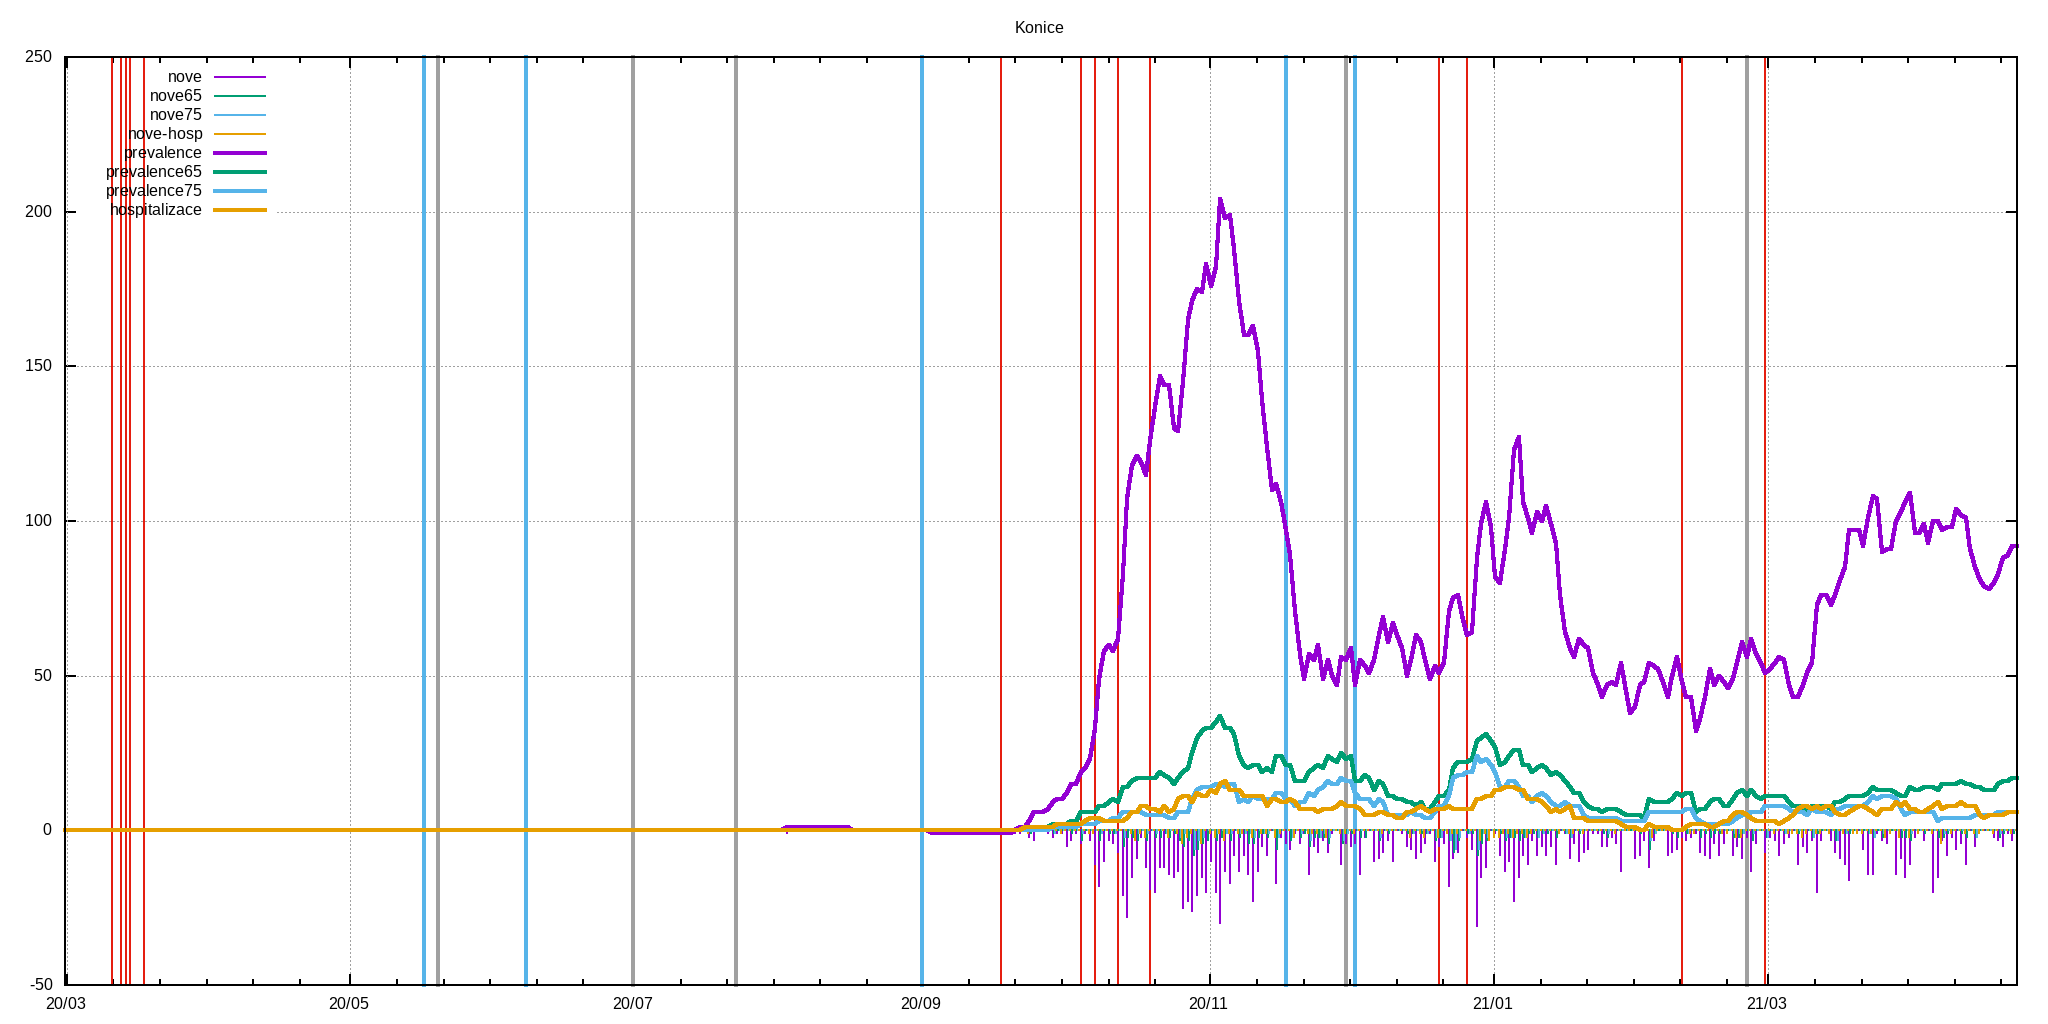 Konice
250
200
150
100
50
0
-50
nove
nove65
nove75
nove-hosp
prevalence
prevalence65
prevalence75
hospitalizace
20/03 20/05 20/07 20/09 20/11 21/01 21/03